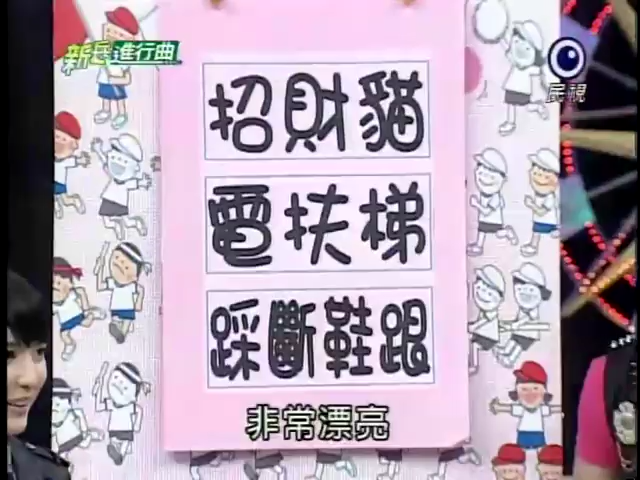 新兵進行曲
民視
招財貓
電扶梯
踩斷鞋跟
非常漂亮